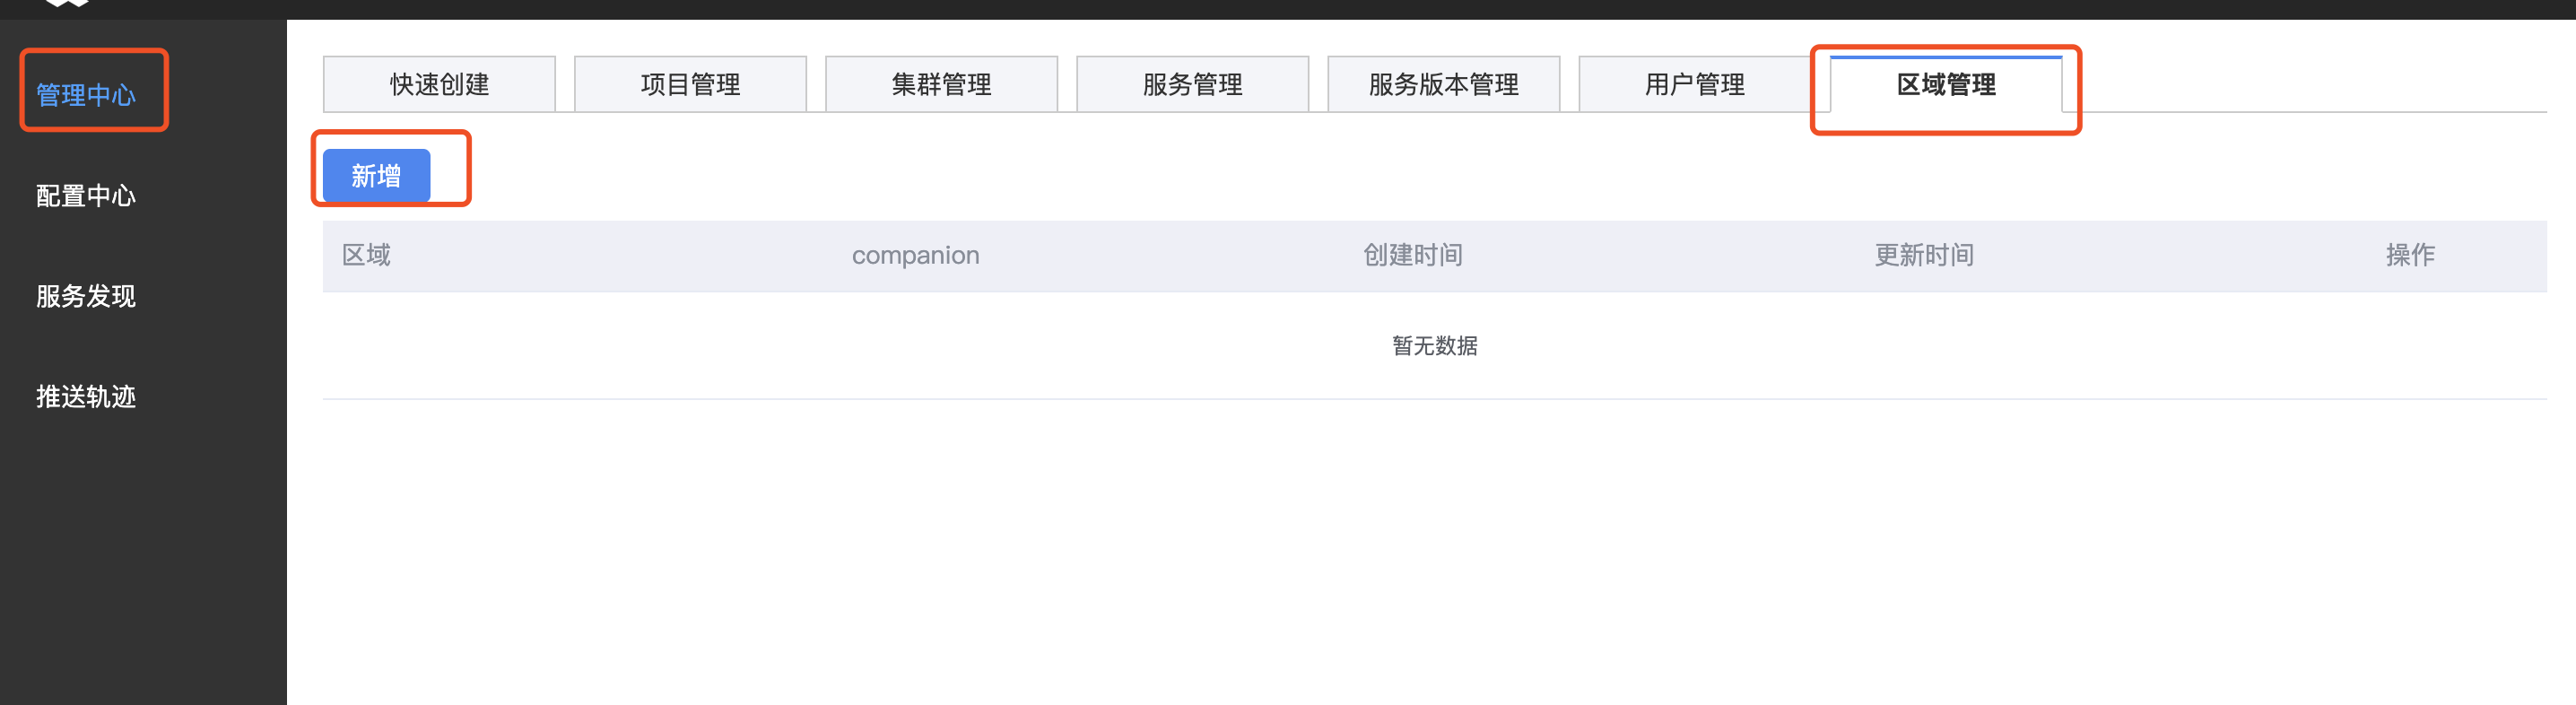 管理中心
配置中心
服务发现
推送轨迹
快速创建 项目管理 集群管理 服务管理 服务版本管理 用户管理 区域管理
新增
区域 companion 创建时间 更新时间 操作
暂无数据